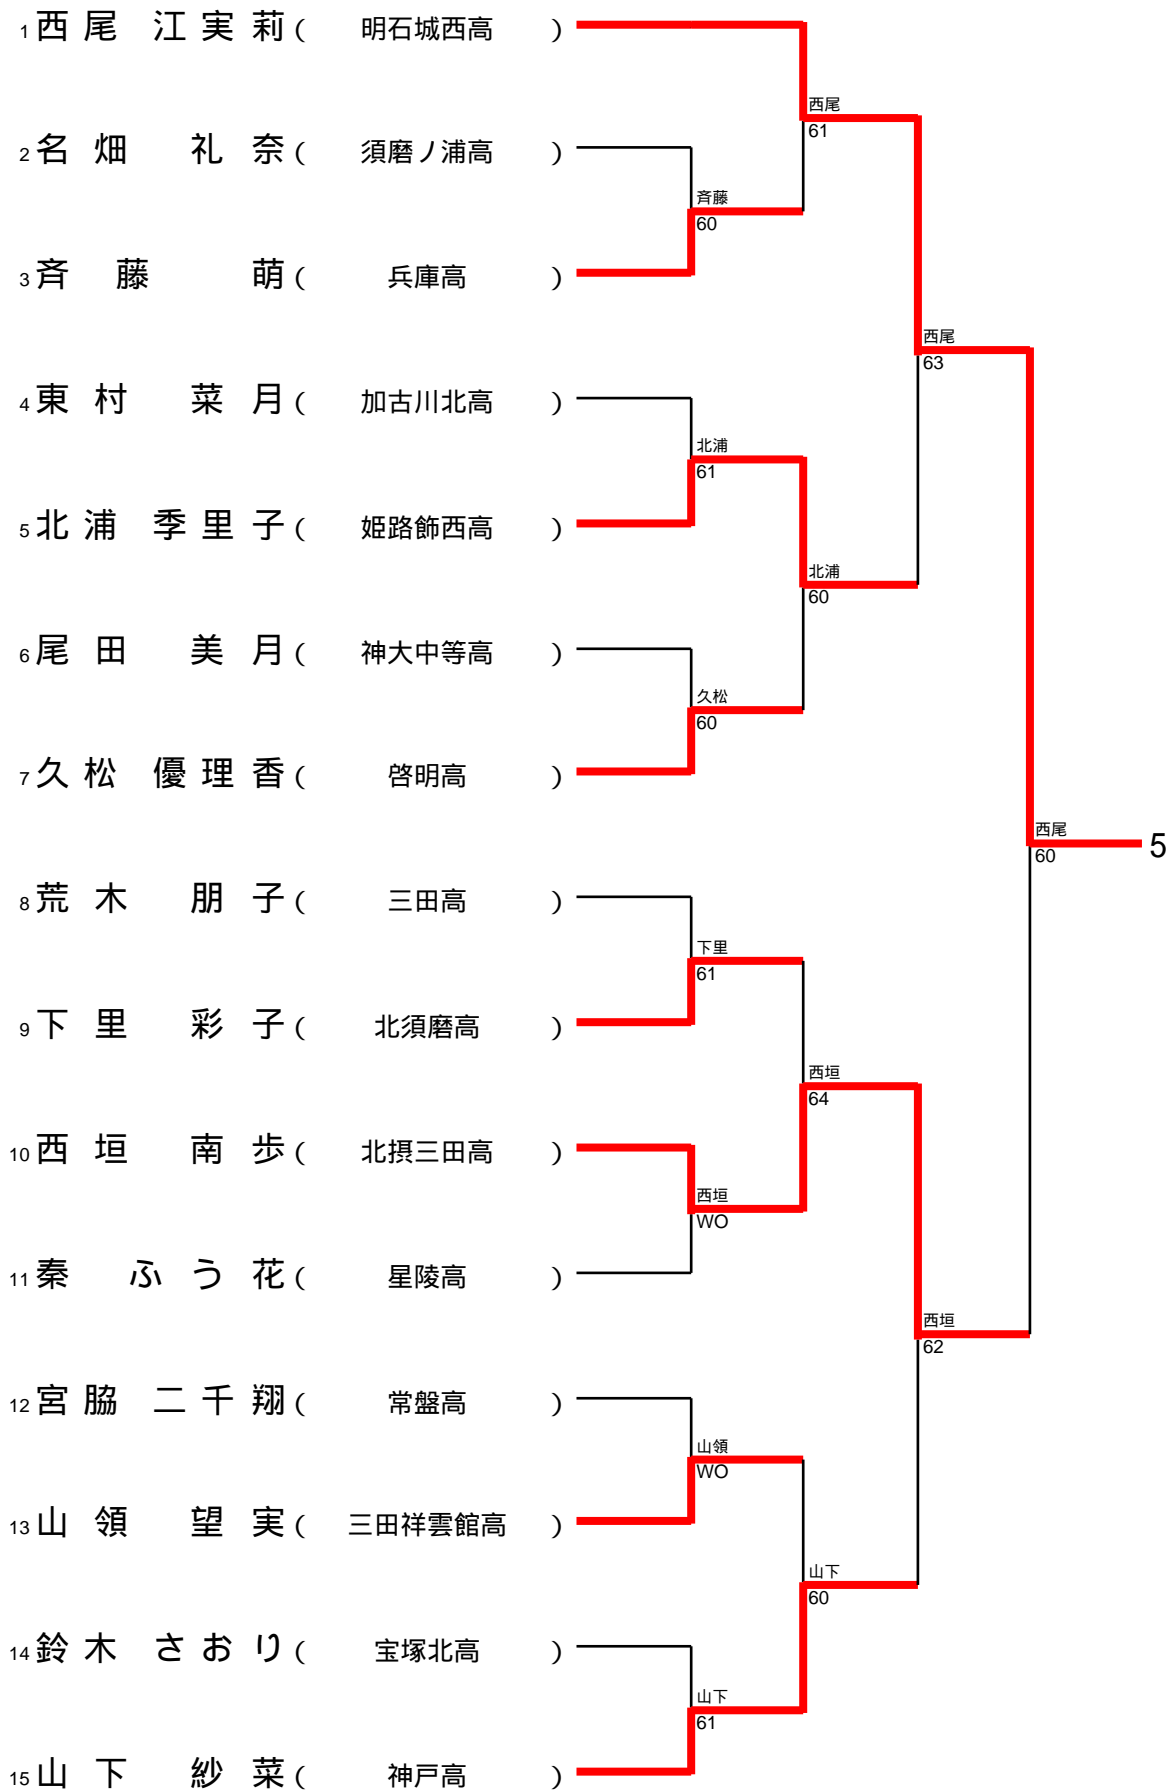 1 西尾 江実莉 ( 明石城西高 )
西尾
61
2 名畑 礼奈 ( 須磨ノ浦高 )
斉藤
60
3 斉藤 萌 ( 兵庫高 )
西尾
63
4 東村 菜月 ( 加古川北高 )
北浦
61
5 北浦 季里子 ( 姫路飾西高 )
北浦
60
6 尾田 美月 ( 神大中等高 )
久松
60
7 久松 優理香 ( 啓明高 )
西尾
60
5
8 荒木 朋子 ( 三田高 )
下里
61
9 下里 彩子 ( 北須磨高 )
西垣
64
10 西垣 南歩 ( 北摂三田高 )
西垣
WO
11 秦 ふう花 ( 星陵高 )
西垣
62
12 宮脇 二千翔 ( 常盤高 )
山領
WO
13 山領 望実 ( 三田祥雲館高 )
山下
60
14 鈴木 さおり ( 宝塚北高 )
山下
61
15 山下 紗菜 ( 神戸高 )